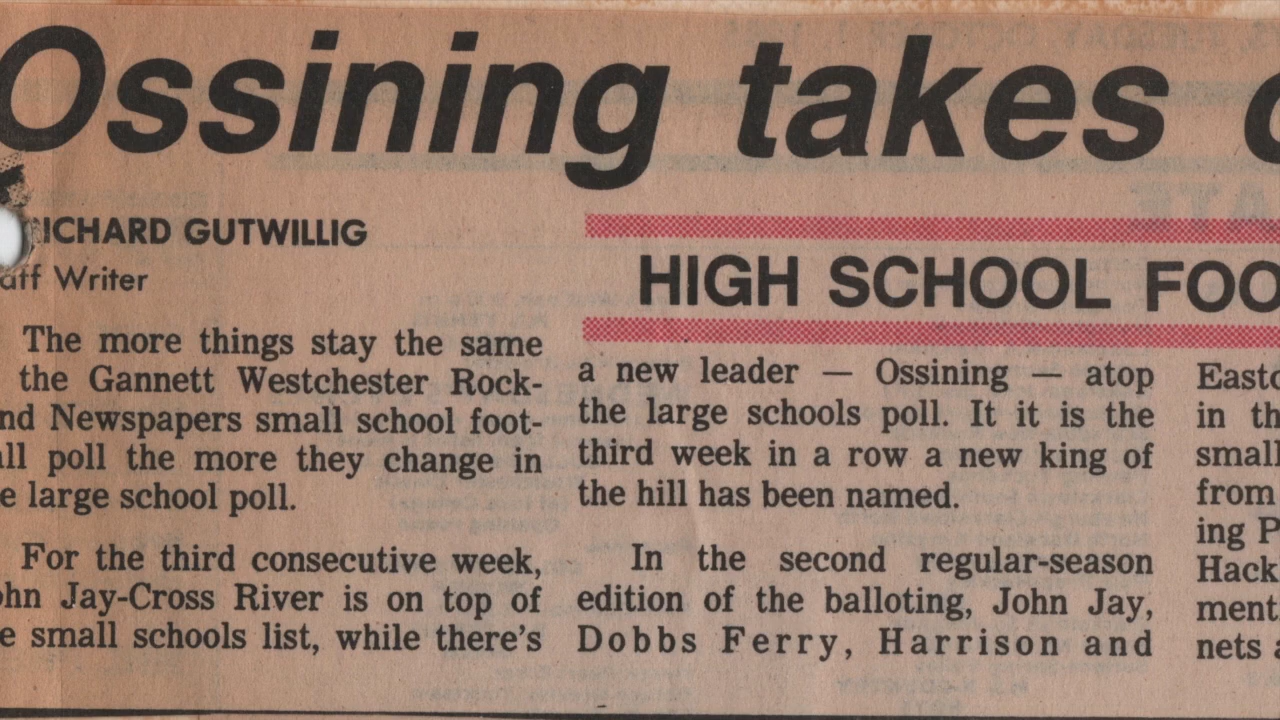 Ossining takes
RICHARD GUTWILLIG
aff Writer
HIGH SCHOOL FOO
The more things stay the same
the Gannett Westchester Rock-
nd Newspapers small school foot-
all poll the more they change in
e large school poll.
For the third consecutive week,
ohn Jay-Cross River is on top of
e small schools list, while there's
a new leader — Ossining — atop
the large schools poll. It it is the
third week in a row a new king of
the hill has been named.
In the second regular-season
edition of the balloting, John Jay,
Dobbs Ferry, Harrison and
Eastc
in th
small
from
ing P
Hack
ment
nets a